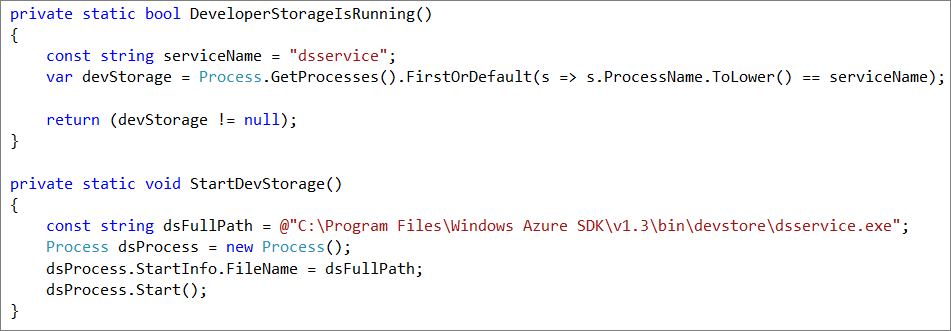 private static bool DeveloperStorageIsRunning()
{
    const string serviceName = "dsservice";
    var devStorage = Process.GetProcesses().FirstOrDefault(s => s.ProcessName.ToLower() == serviceName);

    return (devStorage != null);
}

private static void StartDevStorage()
{
    const string dsFullPath = @"C:\Program Files\Windows Azure SDK\v1.3\bin\devstore\dsservice.exe";
    Process dsProcess = new Process();
    dsProcess.StartInfo.FileName = dsFullPath;
    dsProcess.Start();
}